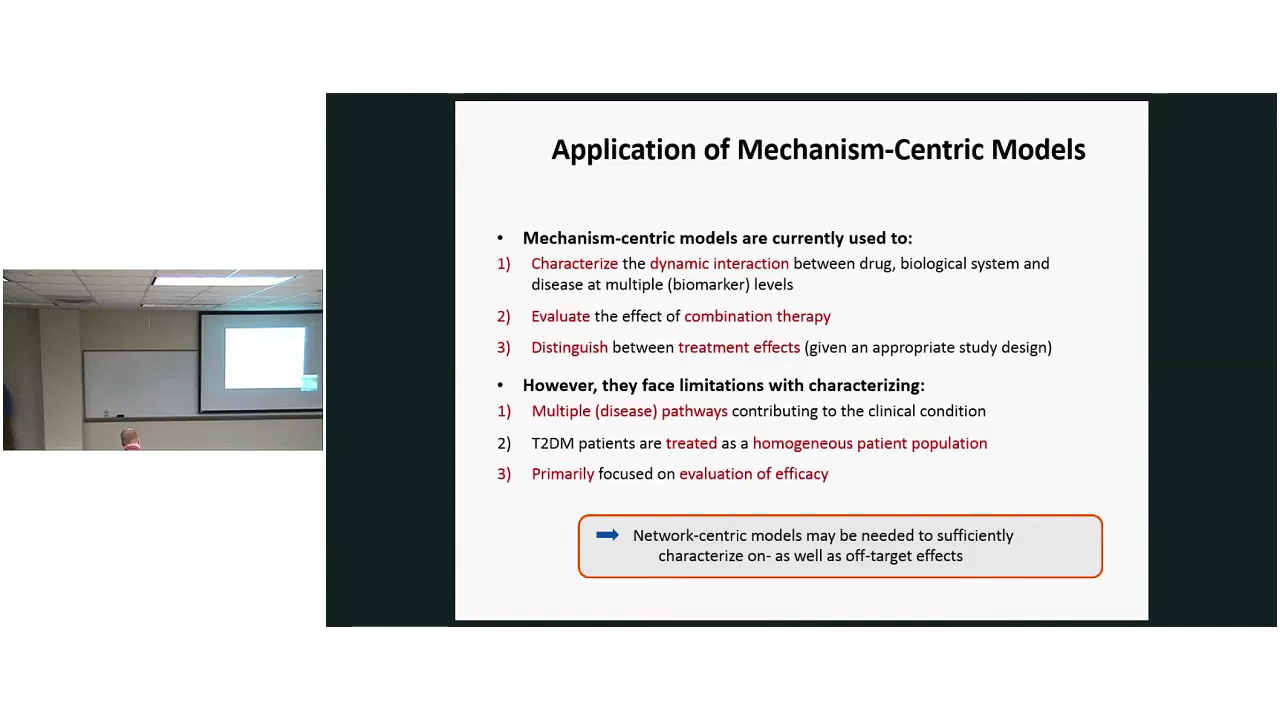 Application of Mechanism-Centric Models
• Mechanism-centric models are currently used to:
1) Characterize the dynamic interaction between drug, biological system and
disease at multiple (biomarker) levels
2) Evaluate the effect of combination therapy
3) Distinguish between treatment effects (given an appropriate study design)
• However, they face limitations with characterizing:
1) Multiple (disease) pathways contributing to the clinical condition
2) T2DM patients are treated as a homogeneous patient population
3) Primarily focused on evaluation of efficacy
Network-centric models may be needed to sufficiently
characterize on- as well as off-target effects